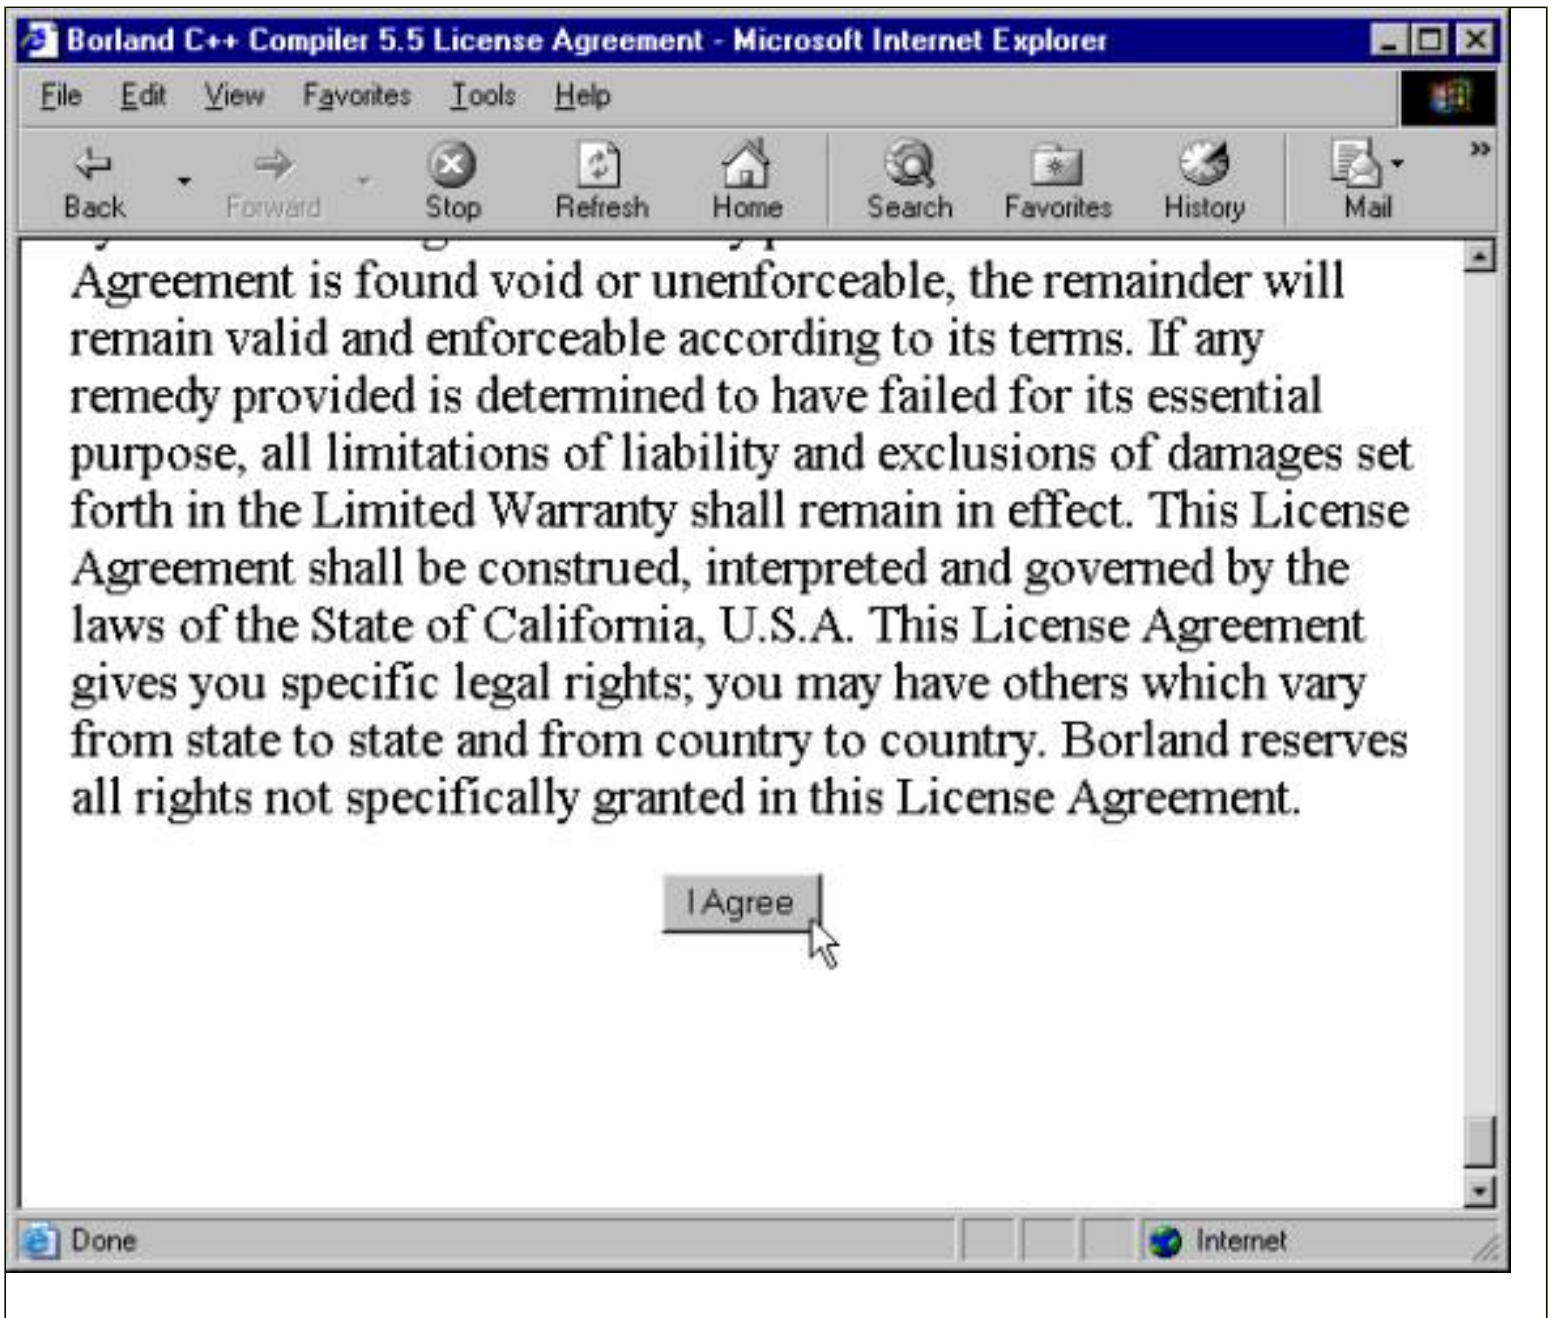 Borland C++ Compiler 5.5 License Agreement - Microsoft Internet Explorer
File Edit View Favorites Tools Help
Back Forward Stop Refresh Home Search Favorites History Mail
Agreement is found void or unenforceable, the remainder will
remain valid and enforceable according to its terms. If any
remedy provided is determined to have failed for its essential
purpose, all limitations of liability and exclusions of damages set
forth in the Limited Warranty shall remain in effect. This License
Agreement shall be construed, interpreted and governed by the
laws of the State of California, U.S.A. This License Agreement
gives you specific legal rights; you may have others which vary
from state to state and from country to country. Borland reserves
all rights not specifically granted in this License Agreement.
I Agree
Done Internet